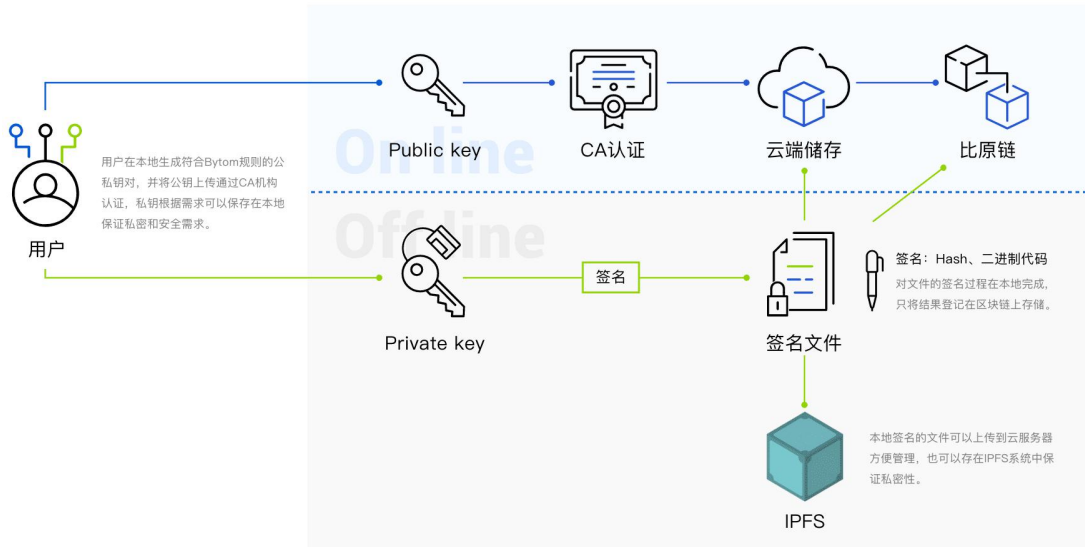 On line
Public key
CA认证
云端储存
比原链
用户在本地生成符合Bytom规则的公
私钥对，并将公钥上传通过CA机构
认证，私钥根据需求可以保存在本地
保证私密和安全需求。
用户
Off line
签名
签名：Hash、二进制代码
对文件的签名过程在本地完成，
只将结果登记在区块链上存储。
Private key
签名文件
本地签名的文件可以上传到云服务器
方便管理，也可以存在IPFS系统中保
证私密性。
IPFS